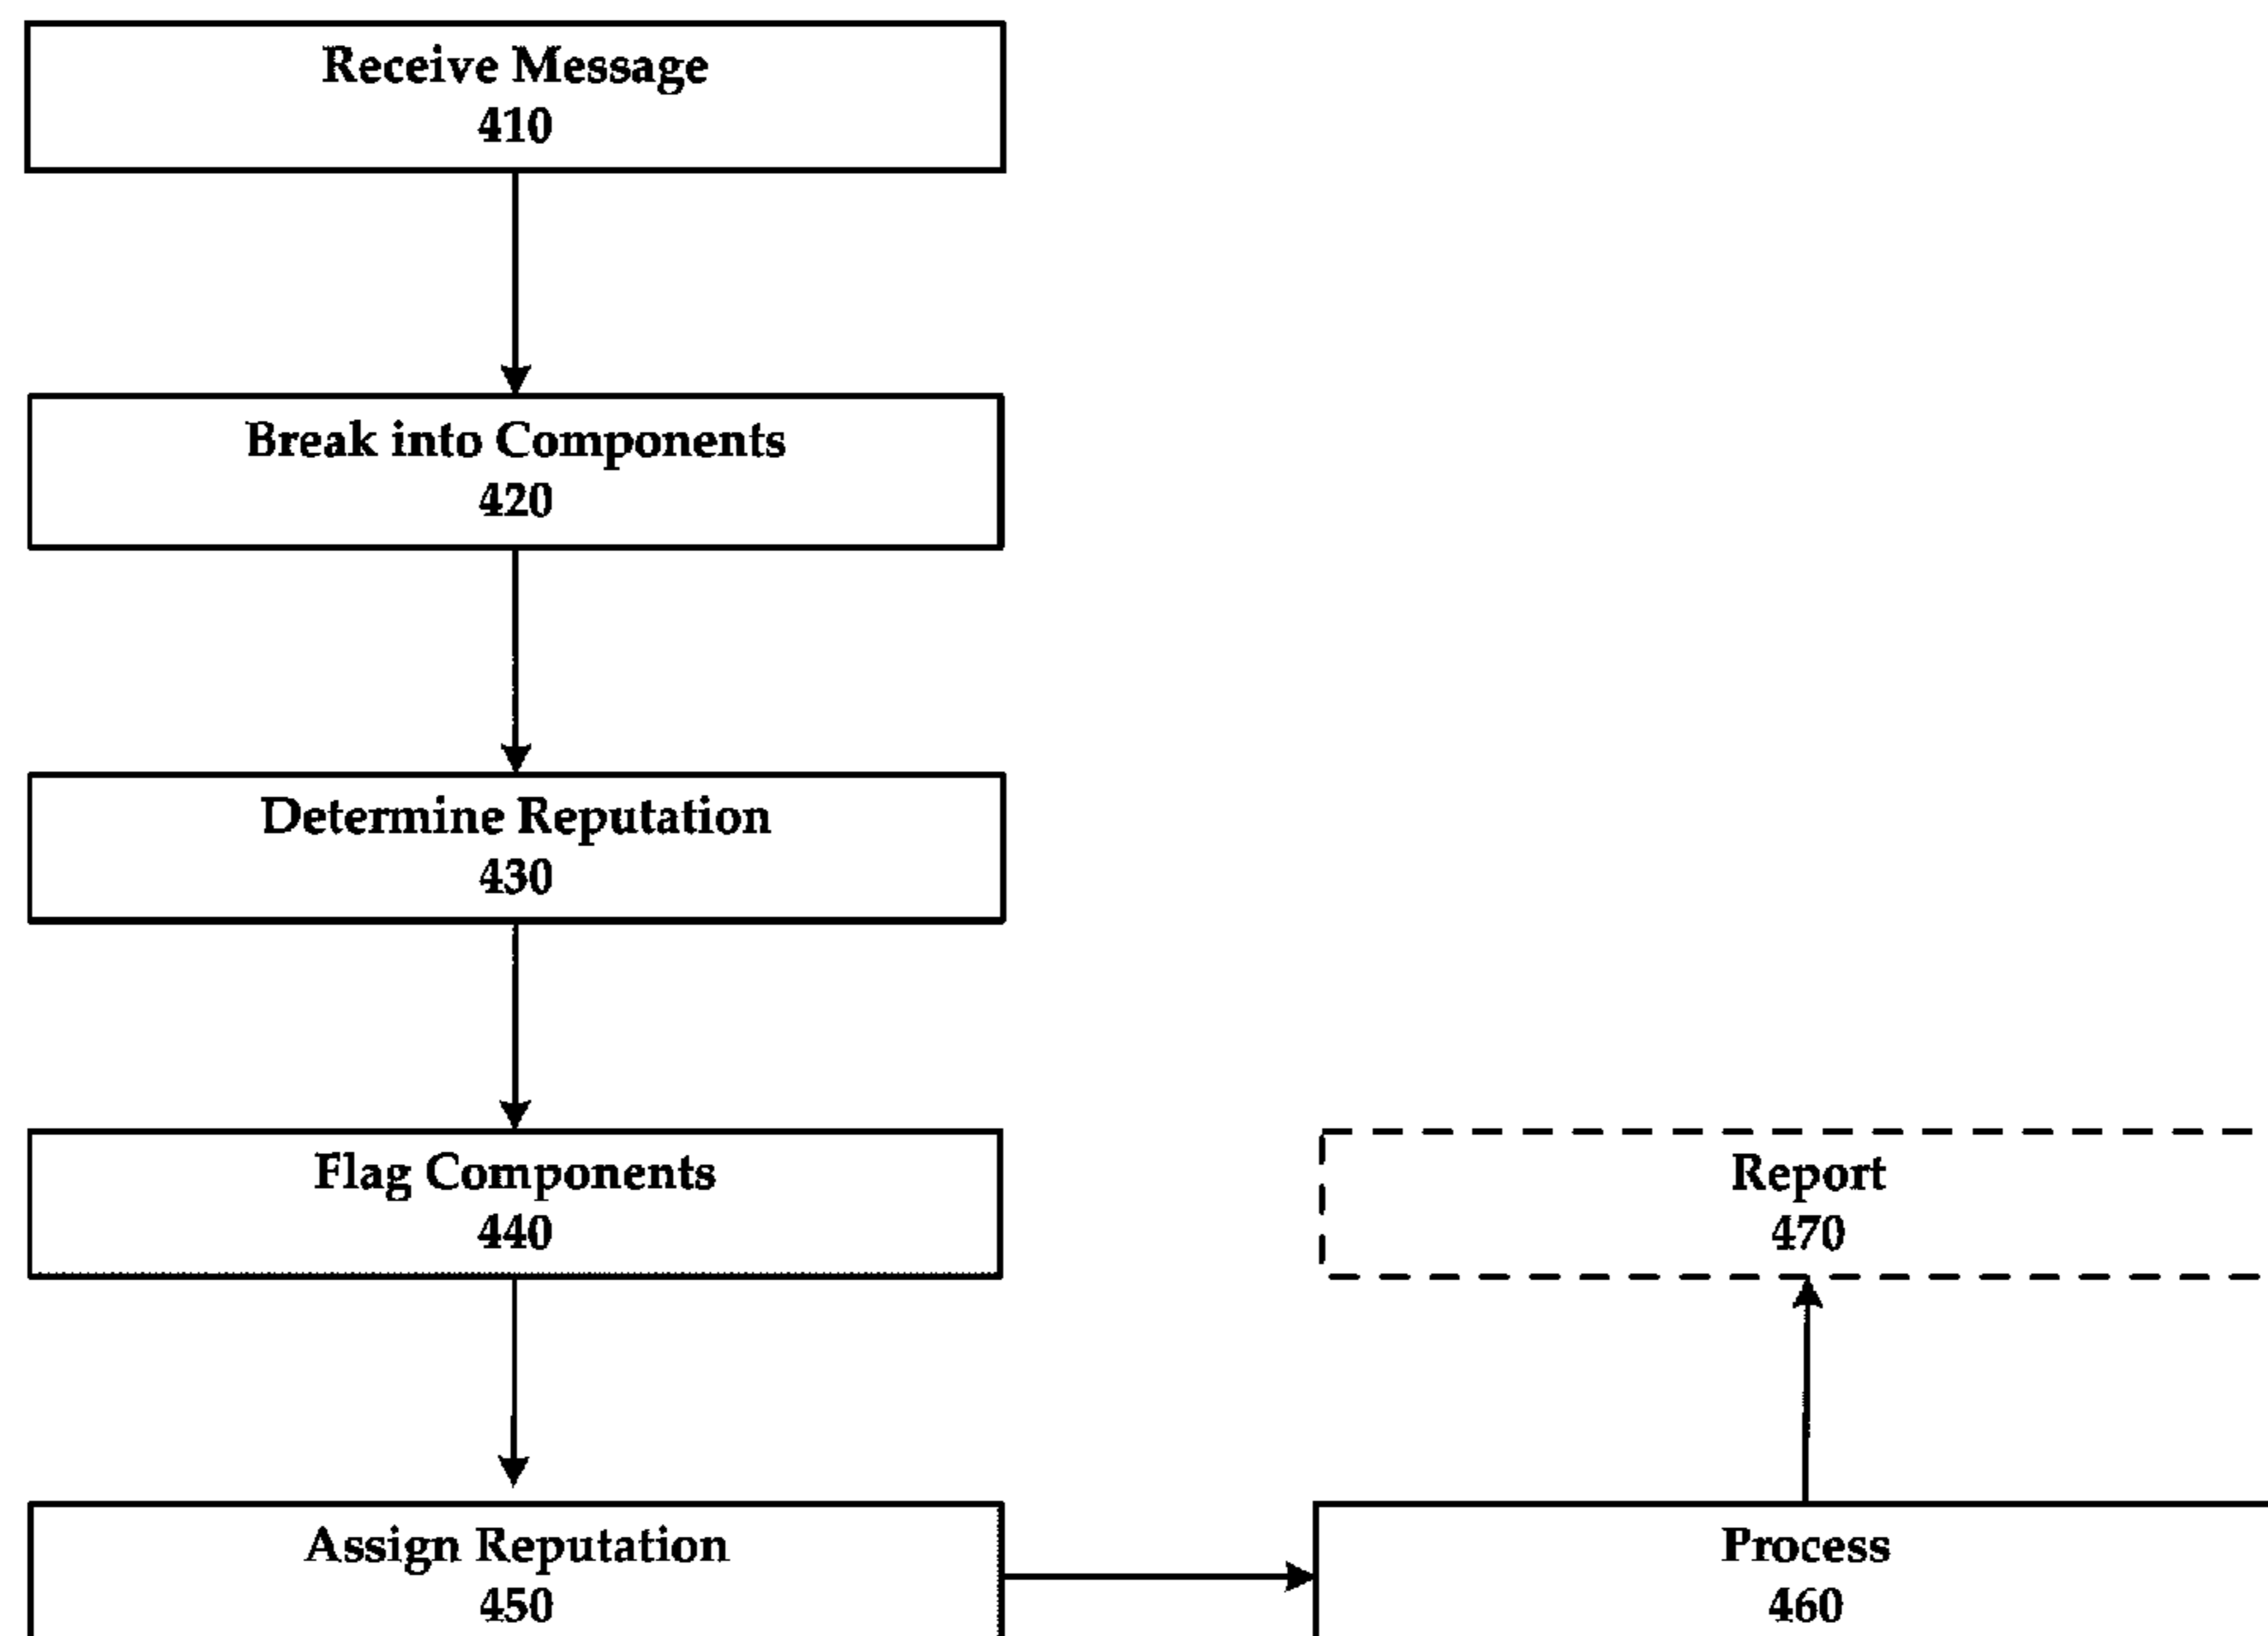 Receive Message
410
Break into Components
420
Determine Reputation
430
Flag Components
440
Assign Reputation
450
Process
460
Report
470